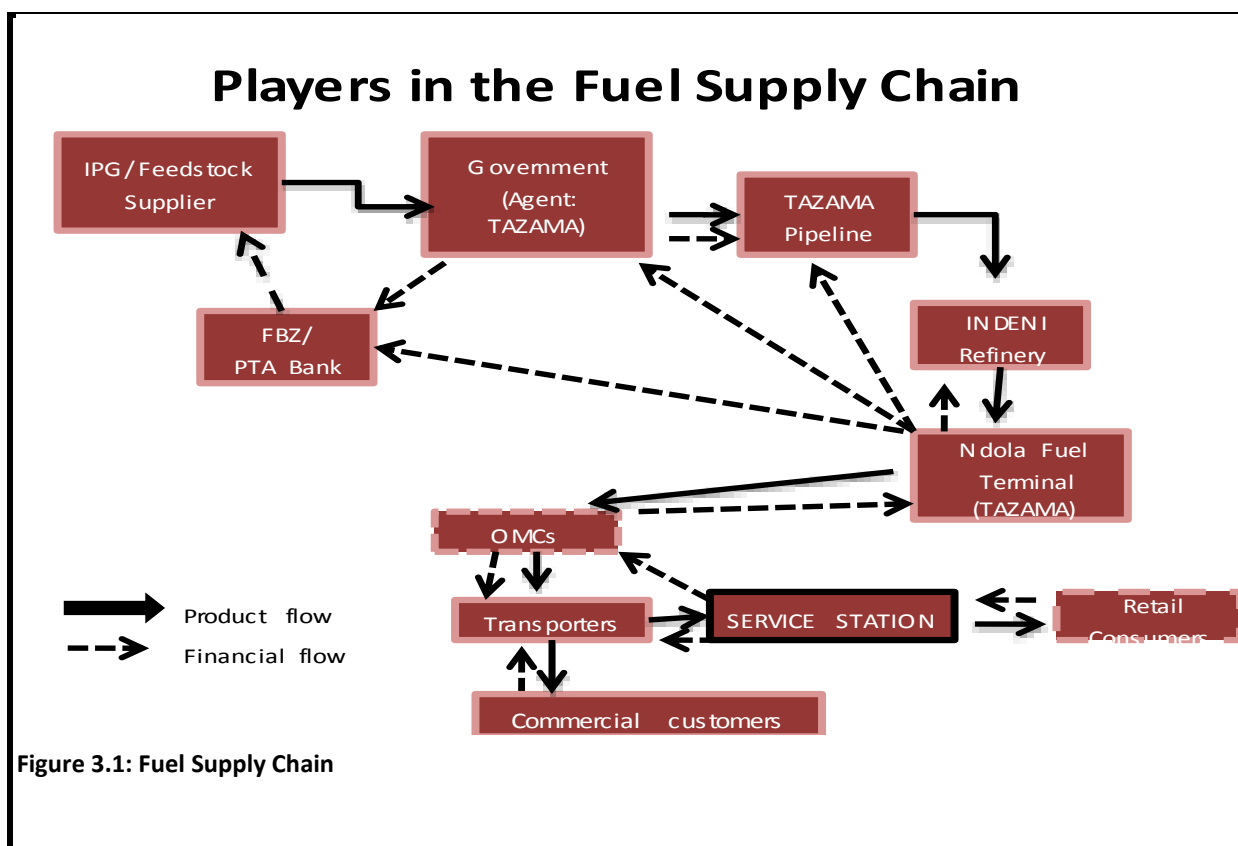 Players in the Fuel Supply Chain
IPG/Feedstock
Supplier
Government
(Agent:
TAZAMA)
TAZAMA
Pipeline
FBZ/
PTA Bank
INDENI
Refinery
Ndola Fuel
Terminal
(TAZAMA)
OMCs
Transporters
SERVICE STATION
Retail
Consumers
Commercial customers
Product flow
Financial flow
Figure 3.1: Fuel Supply Chain